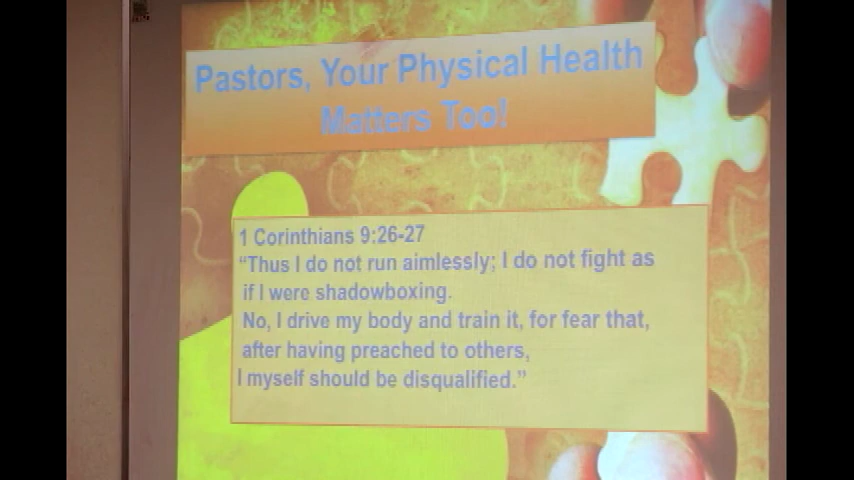 Pastors, Your Physical Health
Matters Too!
1 Corinthians 9:26-27
“Thus I do not run aimlessly; I do not fight as
if I were shadowboxing.
No, I drive my body and train it, for fear that,
after having preached to others,
I myself should be disqualified.”